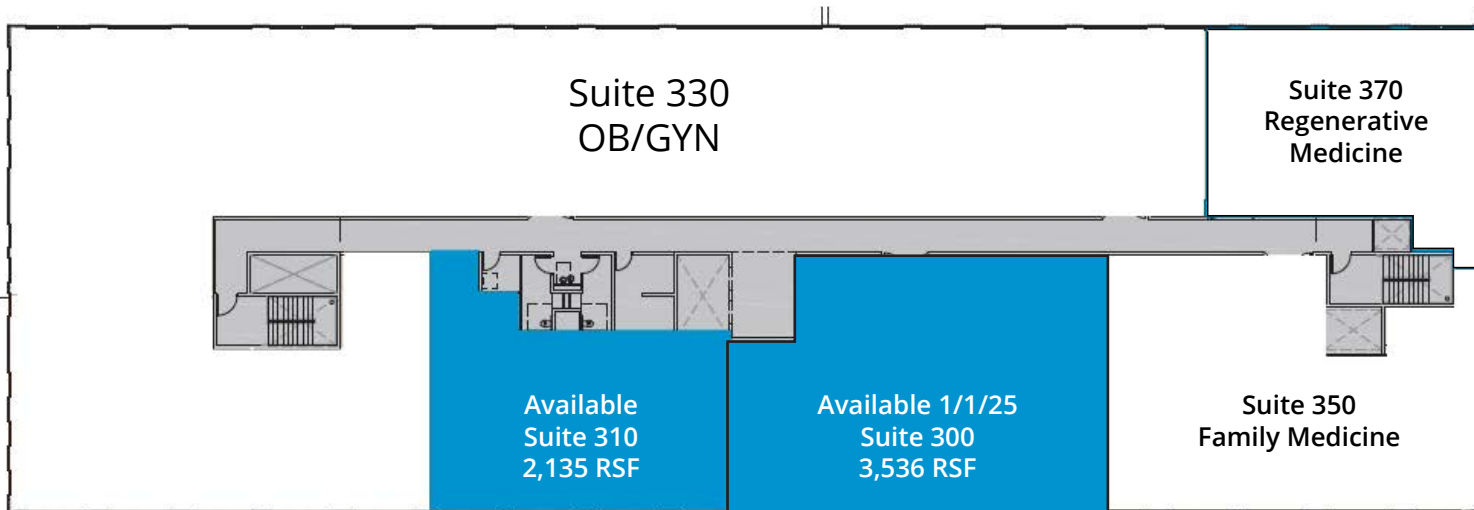 Suite 330
OB/GYN
Suite 370
Regenerative
Medicine
Available
Suite 310
2,135 RSF
Available 1/1/25
Suite 300
3,536 RSF
Suite 350
Family Medicine